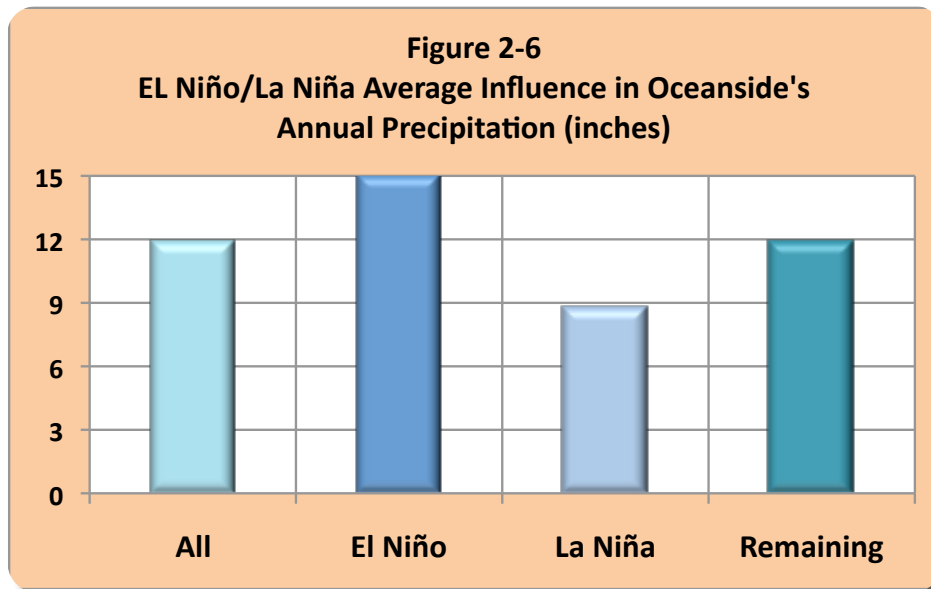 Figure 2-6
EL Niño/La Niña Average Influence in Oceanside's
Annual Precipitation (inches)
15
12
9
6
3
0
All El Niño La Niña Remaining